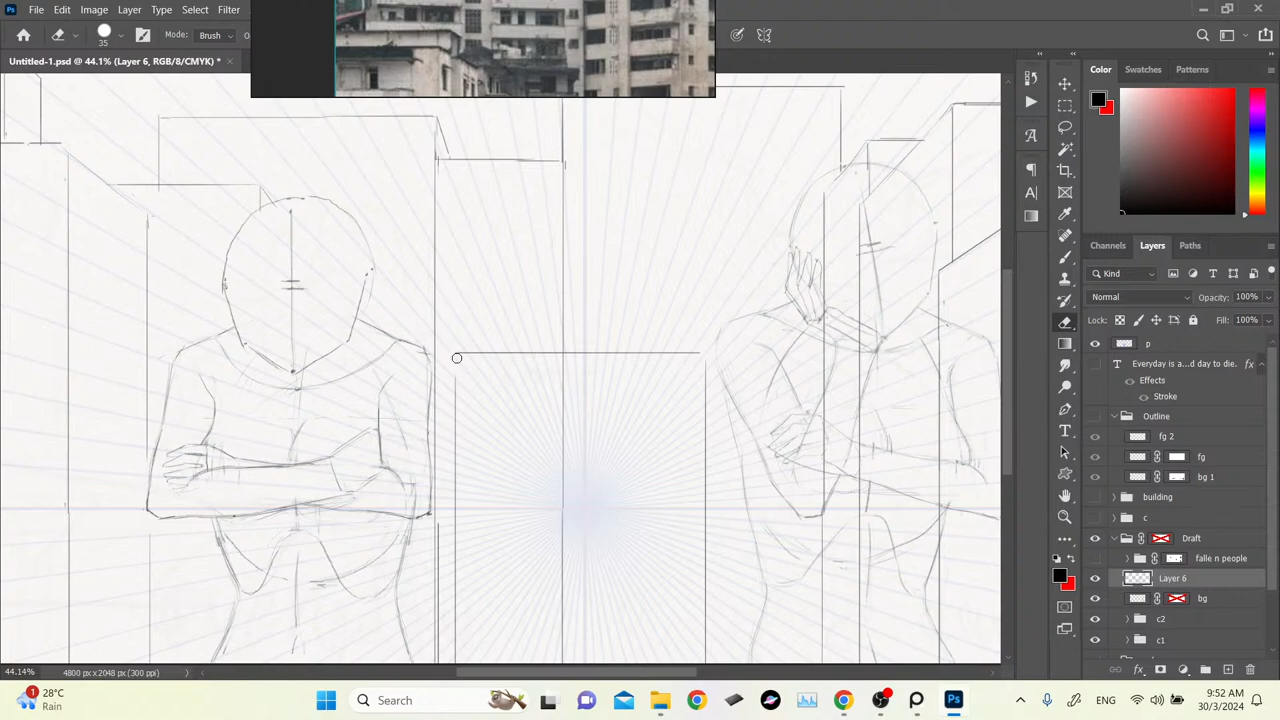 Ps File Edit Image Layer Type Select Filter
35 Mode: Brush
Untitled-1.psd @ 44.1% (Layer 6, RGB/8/CMYK) * ×
Color Swatches Patterns
Channels Layers Paths
Kind
Normal Opacity: 100%
Lock: Fill: 100%
p
T Everyday is a...d day to die. fx
Effects
Stroke
Outline
fg 2
fg
bg 1
building
c
Draft
falle n people
Layer 6
bg
c2
c1
44.14% 4800 px x 2048 px (300 ppi)
1 28°C
Rain
Search
ENG
9:52 AM
30/3/2024